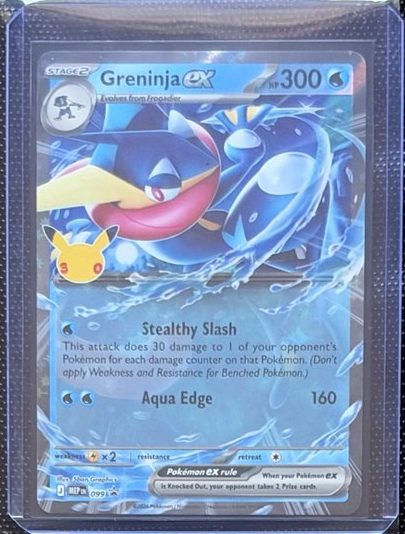 STAGE 2
Greninja ex HP 300
Evolves from Frogadier
30
Stealthy Slash
This attack does 30 damage to 1 of your opponent's
Pokémon for each damage counter on that Pokémon. (Don't
apply Weakness and Resistance for Benched Pokémon.)
Aqua Edge 160
weakness ×2 resistance retreat
Illus. 5ban Graphics
Pokémon ex rule
When your Pokémon ex
is Knocked Out, your opponent takes 2 Prize cards.
J MEP EN 099